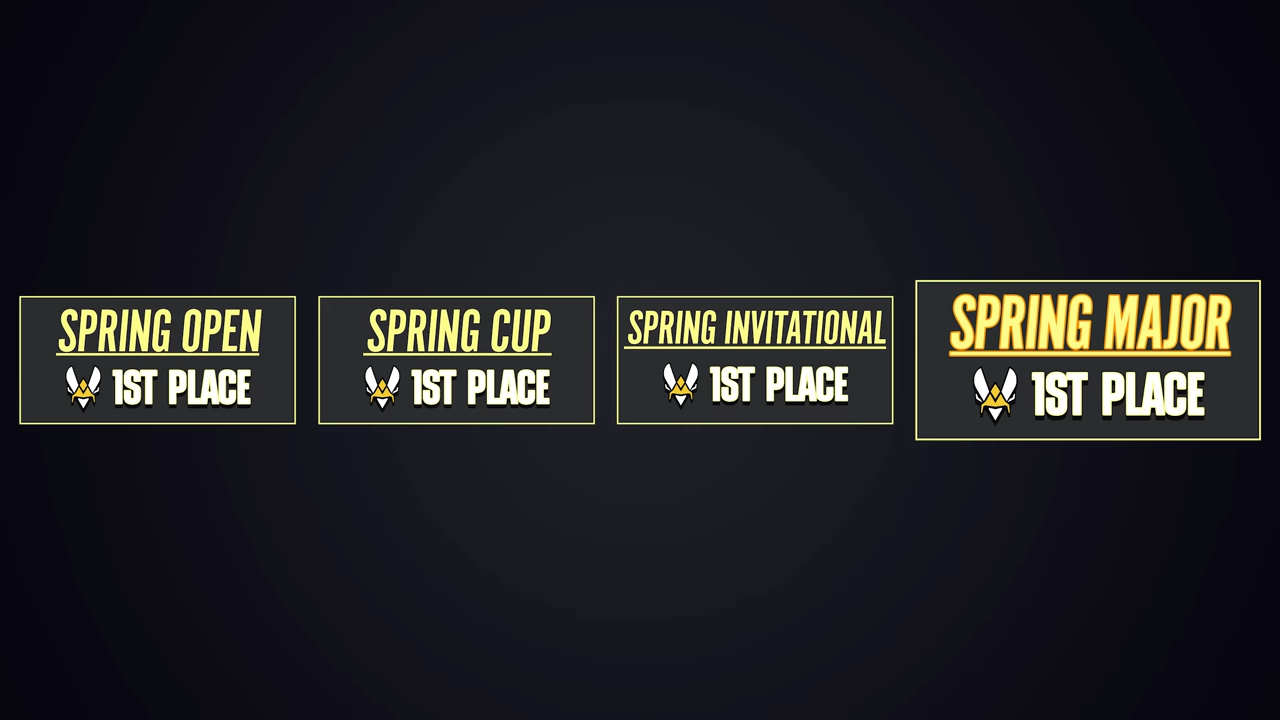 SPRING OPEN
1ST PLACE
SPRING CUP
1ST PLACE
SPRING INVITATIONAL
1ST PLACE
SPRING MAJOR
1ST PLACE